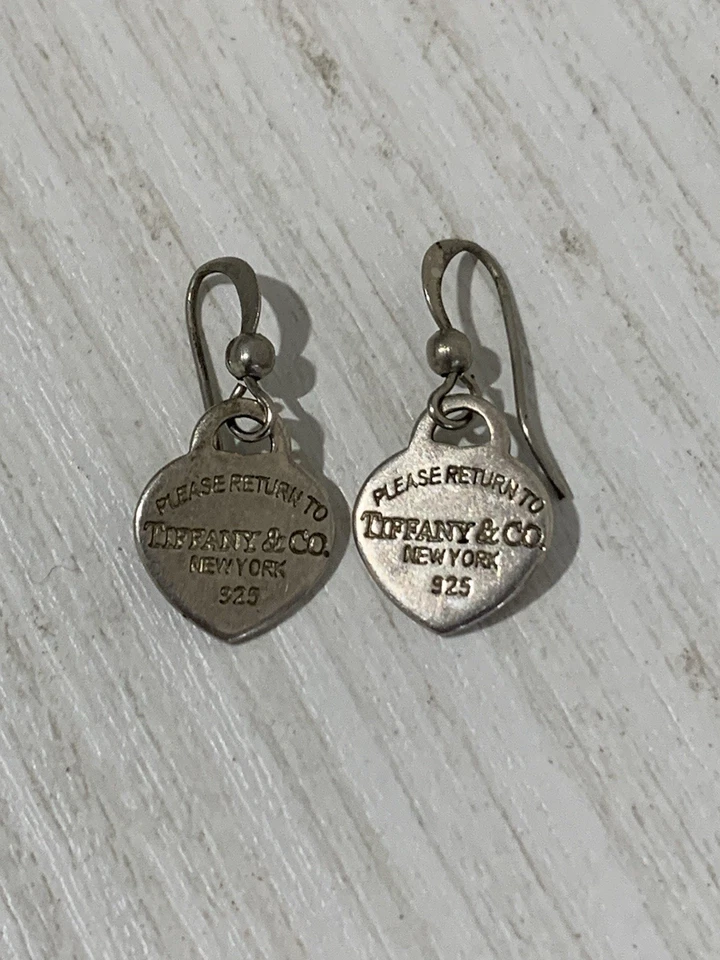 PLEASE RETURN TO
TIFFANY & CO.
NEW YORK
925
PLEASE RETURN TO
TIFFANY & CO.
NEW YORK
925